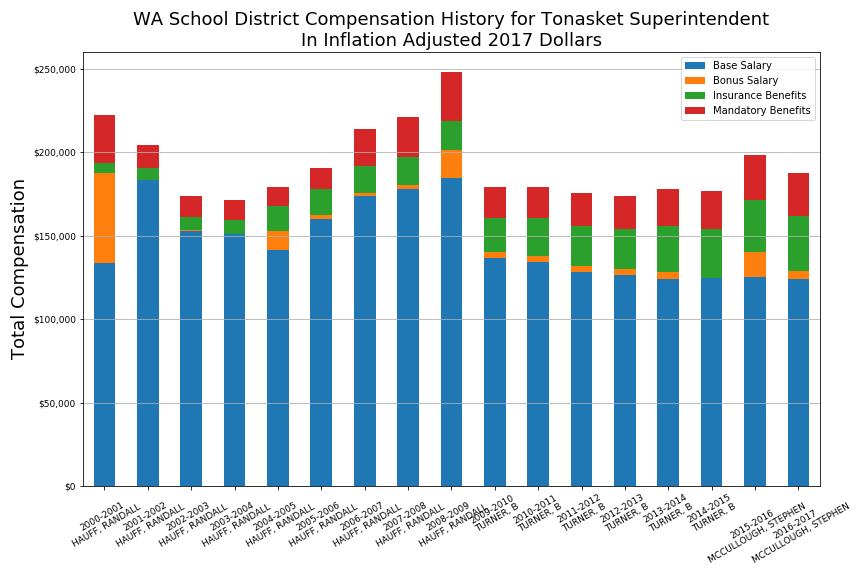 WA School District Compensation History for Tonasket Superintendent
In Inflation Adjusted 2017 Dollars
Total Compensation
$250,000
$200,000
$150,000
$100,000
$50,000
$0
Base Salary
Bonus Salary
Insurance Benefits
Mandatory Benefits
2000-2001
HAUFF, RANDALL
2001-2002
HAUFF, RANDALL
2002-2003
HAUFF, RANDALL
2003-2004
HAUFF, RANDALL
2004-2005
HAUFF, RANDALL
2005-2006
HAUFF, RANDALL
2006-2007
HAUFF, RANDALL
2007-2008
HAUFF, RANDALL
2008-2009
HAUFF, RANDALL
2009-2010
TURNER, B
2010-2011
TURNER, B
2011-2012
TURNER, B
2012-2013
TURNER, B
2013-2014
TURNER, B
2014-2015
TURNER, B
2015-2016
MCCULLOUGH, STEPHEN
2016-2017
MCCULLOUGH, STEPHEN